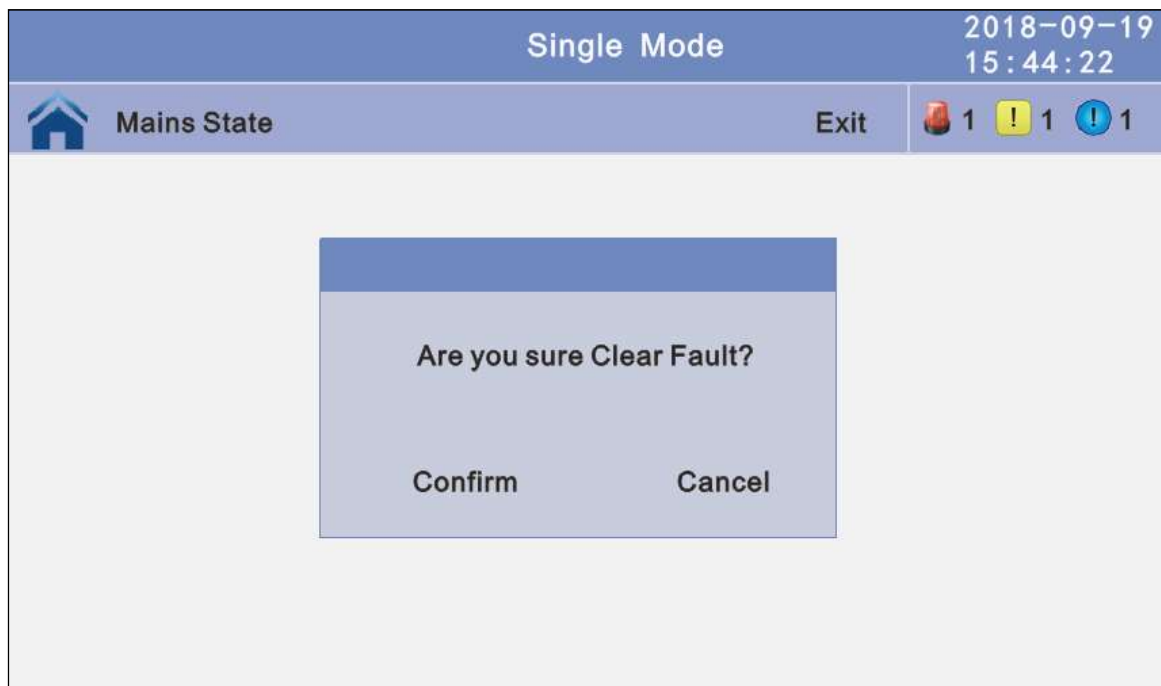 Single Mode
2018-09-19
15:44:22
Mains State
Exit
1 ! 1 ! 1
Are you sure Clear Fault?
Confirm Cancel